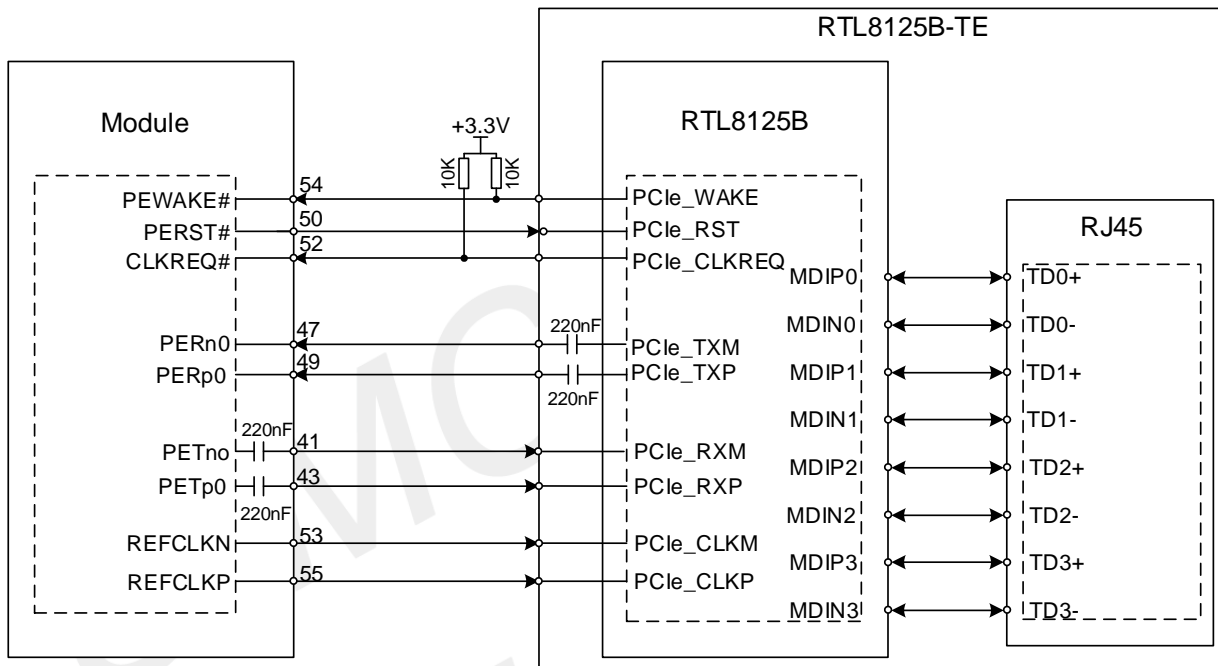 RTL8125B-TE
Module
RTL8125B
RJ45
+3.3V
10K
10K
PEWAKE#
54
PCIe_WAKE
PERST#
50
PCIe_RST
CLKREQ#
52
PCIe_CLKREQ
MDIP0
TD0+
MDIN0
TD0-
PERn0
47
220nF
PCIe_TXM
PERp0
49
220nF
PCIe_TXP
MDIP1
TD1+
MDIN1
TD1-
220nF
PETno
41
PCIe_RXM
MDIP2
TD2+
PETp0
43
PCIe_RXP
220nF
MDIN2
TD2-
REFCLKN
53
PCIe_CLKM
MDIP3
TD3+
REFCLKP
55
PCIe_CLKP
MDIN3
TD3-